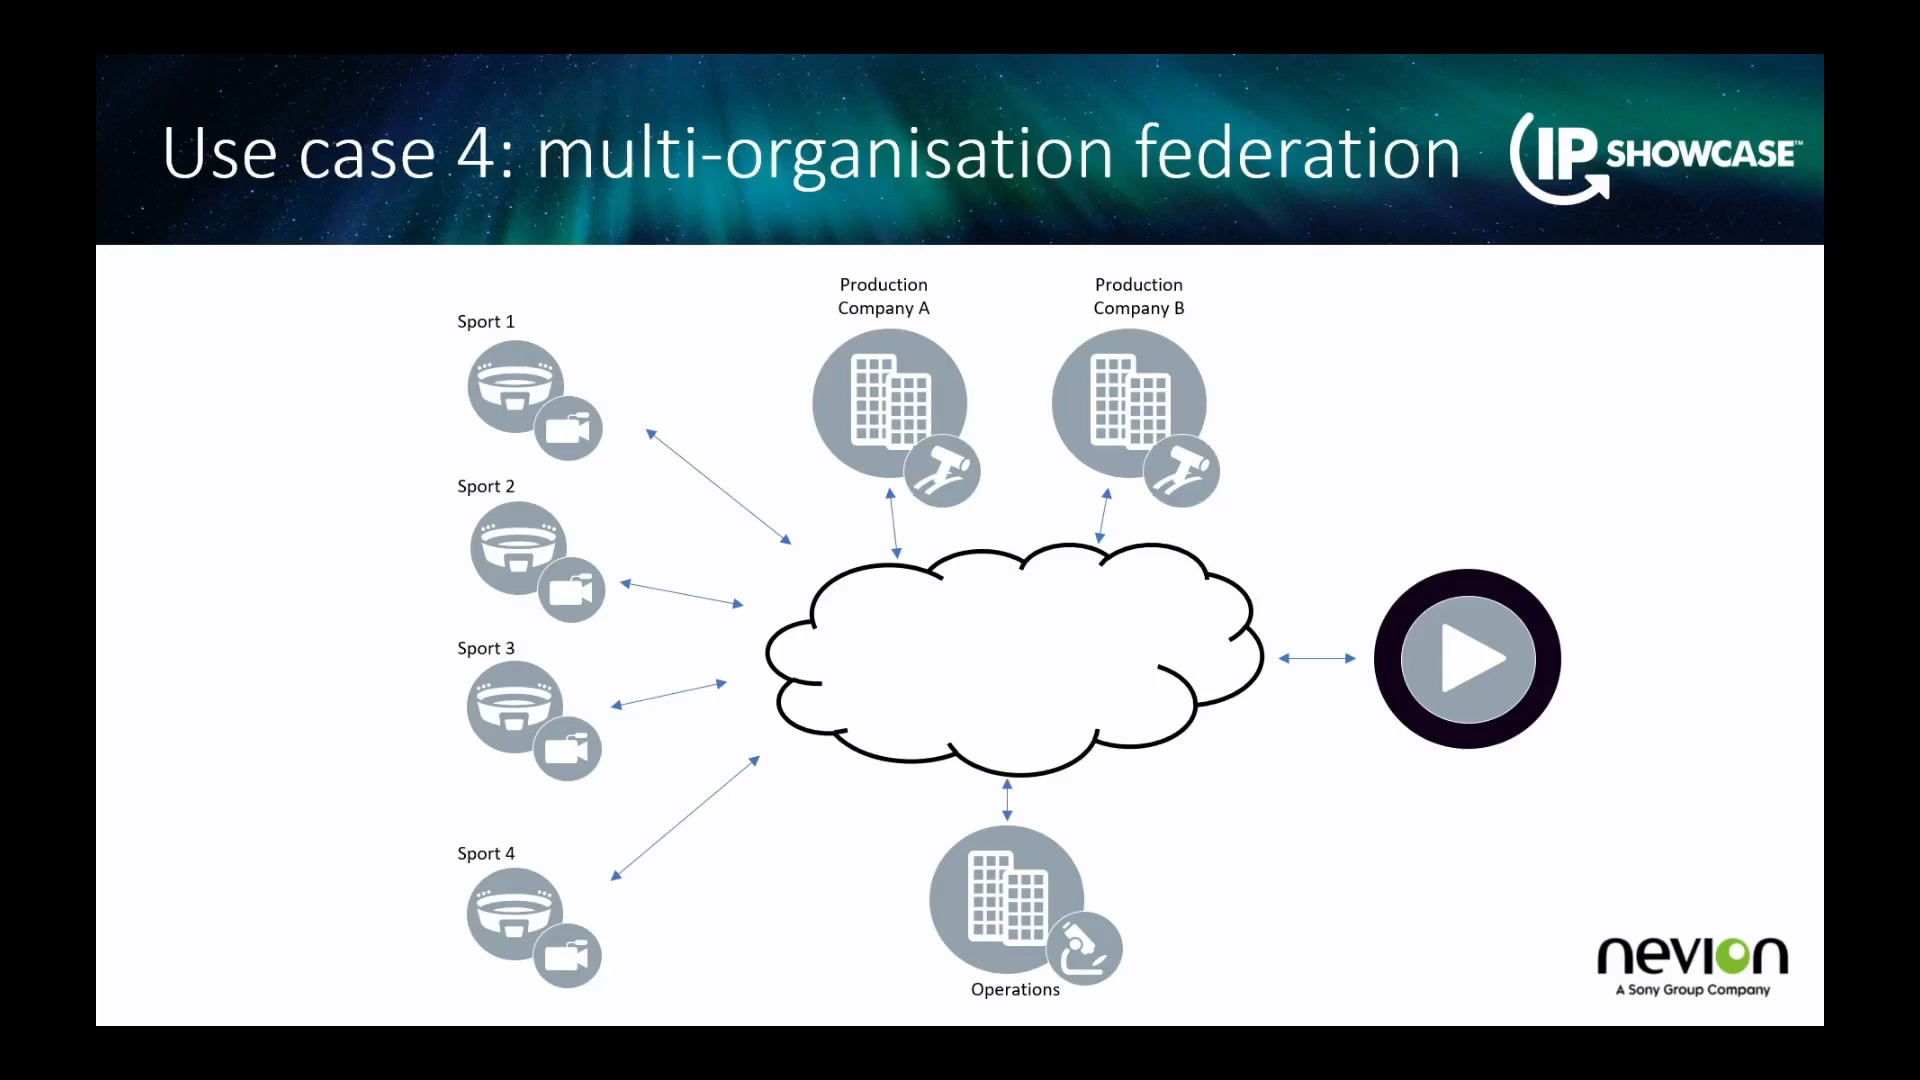 Use case 4: multi-organisation federation
IP SHOWCASE™
Production
Company A
Production
Company B
Sport 1
Sport 2
Sport 3
Sport 4
Operations
nevion
A Sony Group Company